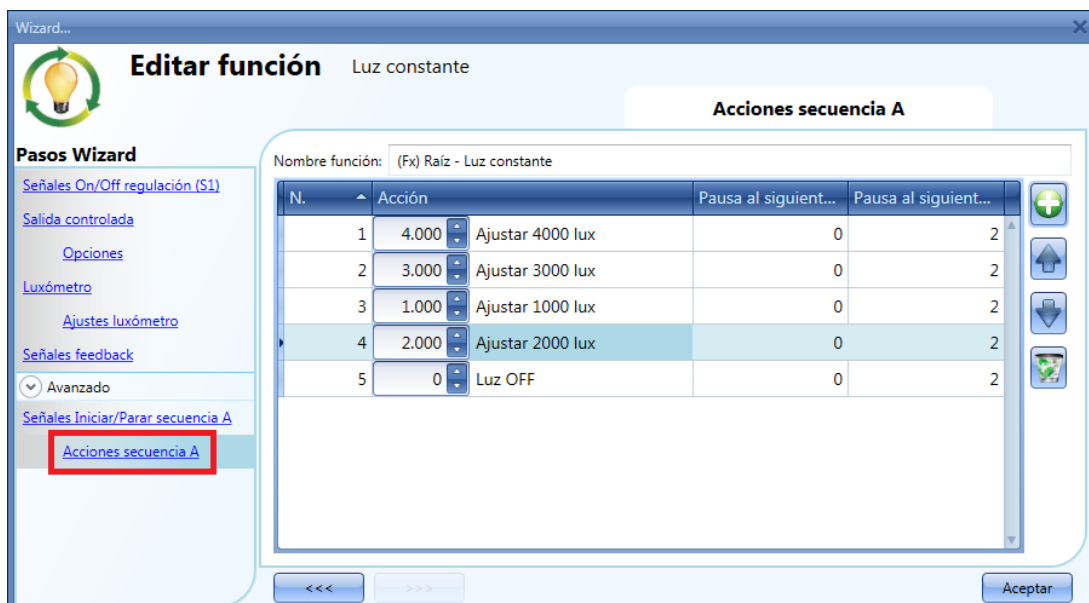 Wizard...
Editar función Luz constante
Acciones secuencia A
Pasos Wizard
Señales On/Off regulación (S1)
Salida controlada
Opciones
Luxómetro
Ajustes luxómetro
Señales feedback
Avanzado
Señales Iniciar/Parar secuencia A
Acciones secuencia A
Nombre función: (Fx) Raíz - Luz constante
N. Acción Pausa al siguient... Pausa al siguient...
1 4.000 Ajustar 4000 lux 0 2
2 3.000 Ajustar 3000 lux 0 2
3 1.000 Ajustar 1000 lux 0 2
4 2.000 Ajustar 2000 lux 0 2
5 0 Luz OFF 0 2
<<< >>> Aceptar